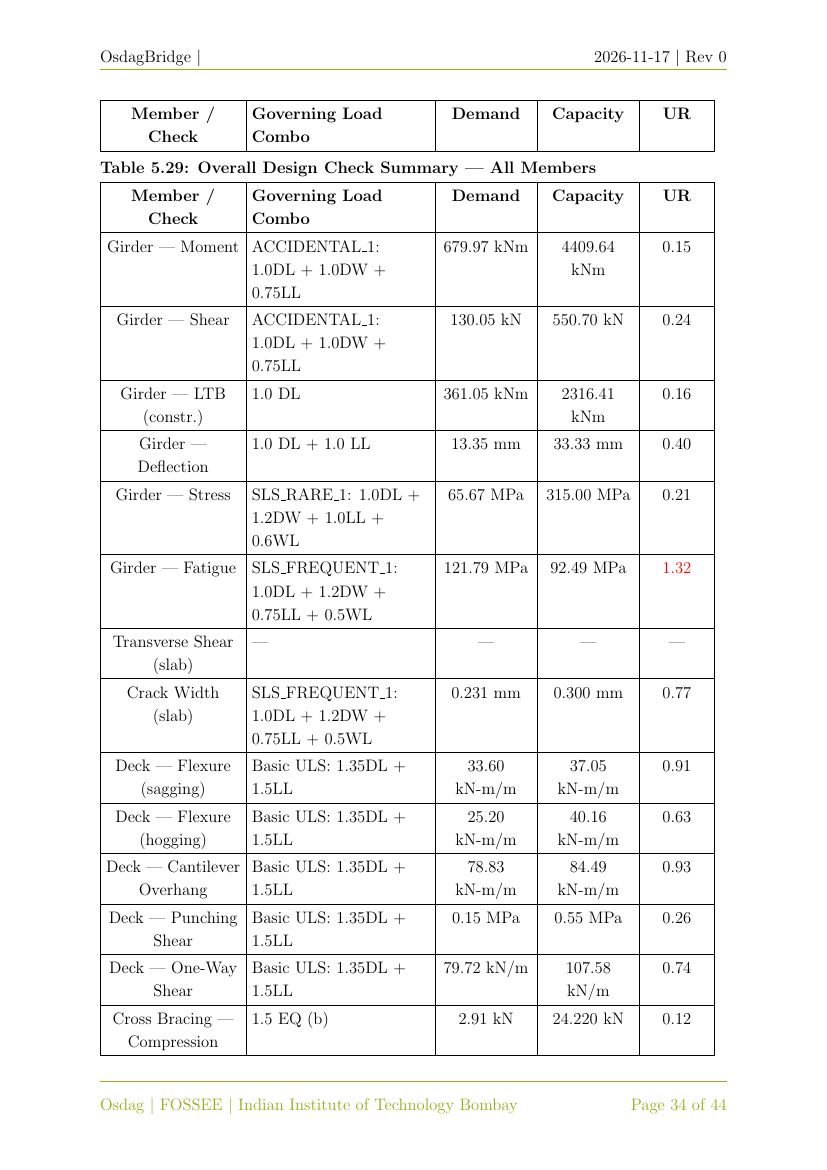 OsdagBridge |
2026-11-17 | Rev 0
Member / Governing Load Demand Capacity UR
Check Combo
Table 5.29: Overall Design Check Summary — All Members
Member / Governing Load Demand Capacity UR
Check Combo
Girder — Moment ACCIDENTAL_1: 679.97 kNm 4409.64 0.15
1.0DL + 1.0DW + kNm
0.75LL
Girder — Shear ACCIDENTAL_1: 130.05 kN 550.70 kN 0.24
1.0DL + 1.0DW +
0.75LL
Girder — LTB 1.0 DL 361.05 kNm 2316.41 0.16
(constr.) kNm
Girder — 1.0 DL + 1.0 LL 13.35 mm 33.33 mm 0.40
Deflection
Girder — Stress SLS_RARE_1: 1.0DL + 65.67 MPa 315.00 MPa 0.21
1.2DW + 1.0LL +
0.6WL
Girder — Fatigue SLS_FREQUENT_1: 121.79 MPa 92.49 MPa 1.32
1.0DL + 1.2DW +
0.75LL + 0.5WL
Transverse Shear — — — —
(slab)
Crack Width SLS_FREQUENT_1: 0.231 mm 0.300 mm 0.77
(slab) 1.0DL + 1.2DW +
0.75LL + 0.5WL
Deck — Flexure Basic ULS: 1.35DL + 33.60 37.05 0.91
(sagging) 1.5LL kN-m/m kN-m/m
Deck — Flexure Basic ULS: 1.35DL + 25.20 40.16 0.63
(hogging) 1.5LL kN-m/m kN-m/m
Deck — Cantilever Basic ULS: 1.35DL + 78.83 84.49 0.93
Overhang 1.5LL kN-m/m kN-m/m
Deck — Punching Basic ULS: 1.35DL + 0.15 MPa 0.55 MPa 0.26
Shear 1.5LL
Deck — One-Way Basic ULS: 1.35DL + 79.72 kN/m 107.58 0.74
Shear 1.5LL kN/m
Cross Bracing — 1.5 EQ (b) 2.91 kN 24.220 kN 0.12
Compression
Osdag | FOSSEE | Indian Institute of Technology Bombay
Page 34 of 44